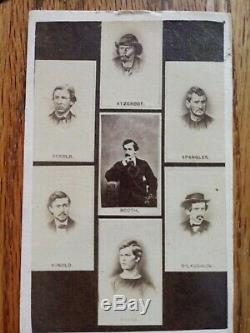 ATZERODT.
HEROLD.
SPANGLER.
BOOTH.
ARNOLD.
O'LAUGHLIN.